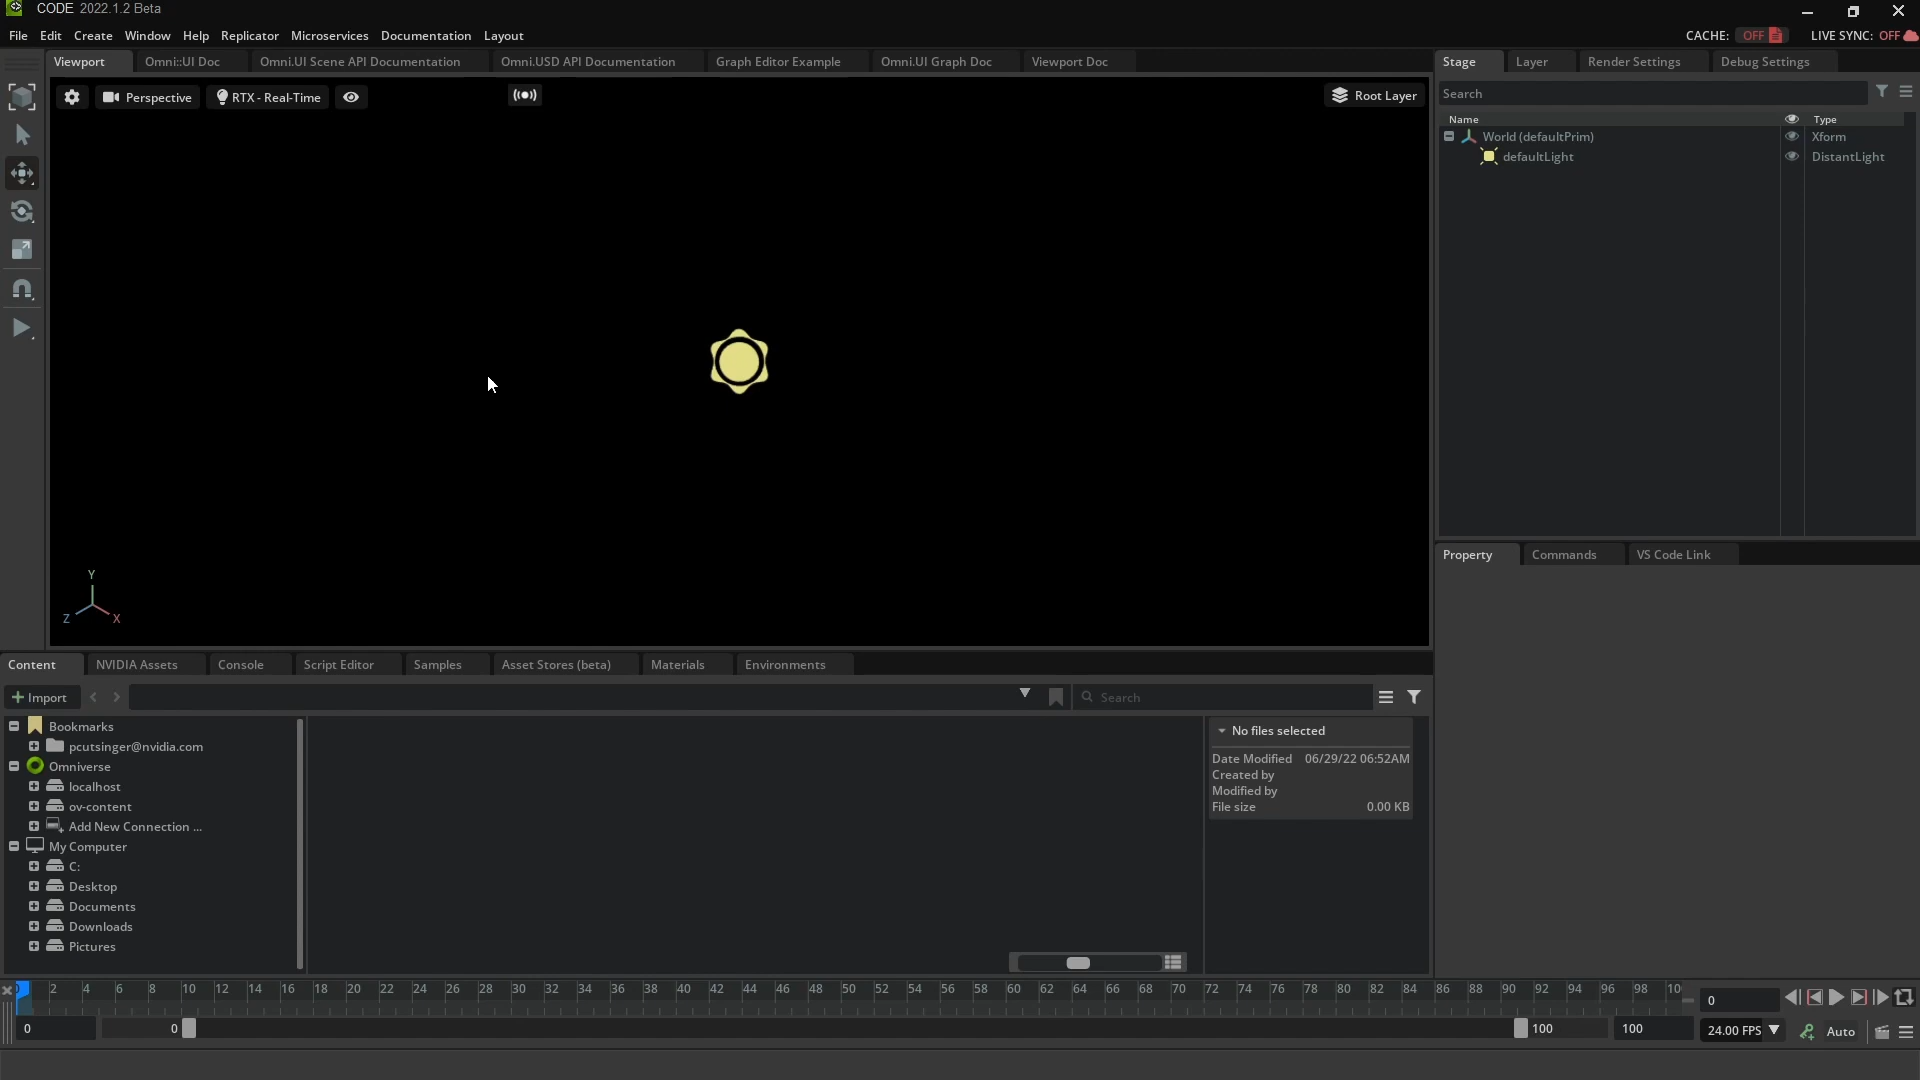 CODE 2022.1.2 Beta
File Edit Create Window Help Replicator Microservices Documentation Layout
CACHE: OFF LIVE SYNC: OFF
Viewport Omni::UI Doc Omni.UI Scene API Documentation Omni.USD API Documentation Graph Editor Example Omni.UI Graph Doc Viewport Doc
Stage Layer Render Settings Debug Settings
Perspective RTX - Real-Time Root Layer
Search
Name Type
World (defaultPrim) Xform
defaultLight DistantLight
Y
Z X
Property Commands VS Code Link
Content NVIDIA Assets Console Script Editor Samples Asset Stores (beta) Materials Environments
+ Import Search
Bookmarks
pcutsinger@nvidia.com
Omniverse
localhost
ov-content
Add New Connection ...
My Computer
C:
Desktop
Documents
Downloads
Pictures
No files selected
Date Modified 06/29/22 06:52AM
Created by
Modified by
File size 0.00 KB
2 4 6 8 10 12 14 16 18 20 22 24 26 28 30 32 34 36 38 40 42 44 46 48 50 52 54 56 58 60 62 64 66 68 70 72 74 76 78 80 82 84 86 88 90 92 94 96 98 10
0
0 0 100 100 24.00 FPS Auto